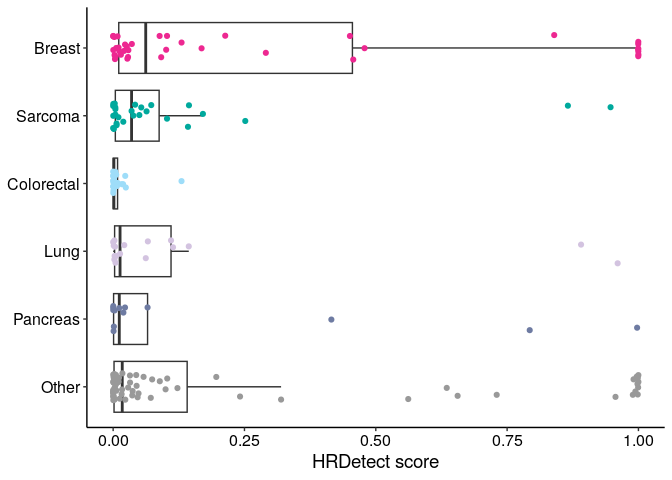 Breast
Sarcoma
Colorectal
Lung
Pancreas
Other
0.00 0.25 0.50 0.75 1.00
HRDetect score